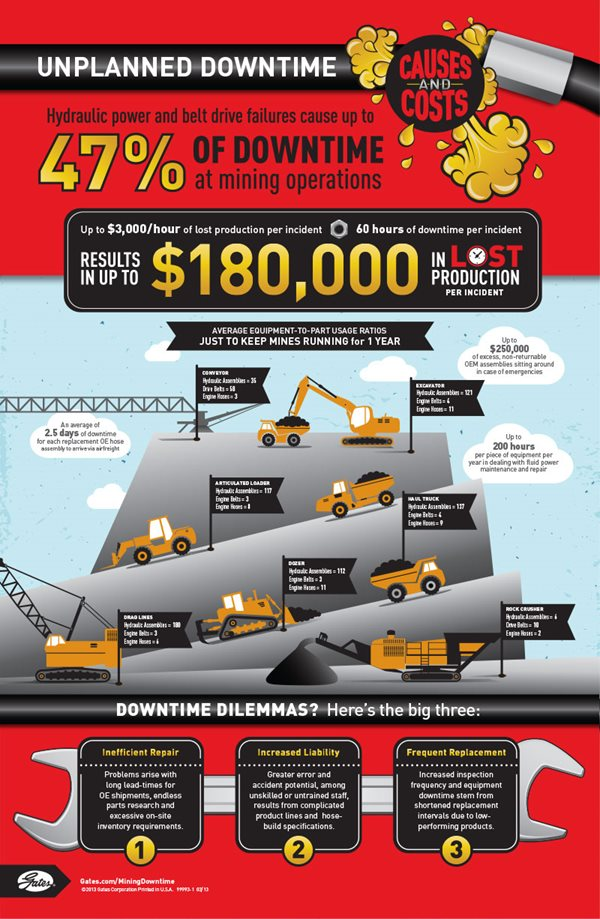 UNPLANNED DOWNTIME
CAUSES
AND
COSTS
Hydraulic power and belt drive failures cause up to
47% OF DOWNTIME
at mining operations
Up to $3,000/hour of lost production per incident 60 hours of downtime per incident
RESULTS
IN UP TO
$180,000
IN LOST
PRODUCTION
PER INCIDENT
AVERAGE EQUIPMENT-TO-PART USAGE RATIOS
JUST TO KEEP MINES RUNNING for 1 YEAR
Up to
$250,000
of excess, non-returnable
OEM assemblies sitting around
in case of emergencies
CONVEYOR
Hydraulic Assemblies = 35
Drive Belts = 50
Engine Hoses = 3
EXCAVATOR
Hydraulic Assemblies = 121
Engine Belts = 4
Engine Hoses = 11
An average of
2.5 days of downtime
for each replacement OE hose
assembly to arrive via airfreight
Up to
200 hours
per piece of equipment per
year in dealing with fluid power
maintenance and repair
ARTICULATED LOADER
Hydraulic Assemblies = 117
Engine Belts = 3
Engine Hoses = 8
HAUL TRUCK
Hydraulic Assemblies = 137
Engine Belts = 4
Engine Hoses = 9
DOZER
Hydraulic Assemblies = 112
Engine Belts = 3
Engine Hoses = 11
DRAG LINES
Hydraulic Assemblies = 180
Engine Belts = 3
Engine Hoses = 6
ROCK CRUSHER
Hydraulic Assemblies = 6
Drive Belts = 10
Engine Hoses = 2
DOWNTIME DILEMMAS? Here's the big three:
Inefficient Repair
Problems arise with
long lead-times for
OE shipments, endless
parts research and
excessive on-site
inventory requirements.
1
Increased Liability
Greater error and
accident potential, among
unskilled or untrained staff,
results from complicated
product lines and hose-
build specifications.
2
Frequent Replacement
Increased inspection
frequency and equipment
downtime stem from
shortened replacement
intervals due to low-
performing products.
3
Gates
Gates.com/MiningDowntime
©2013 Gates Corporation Printed in U.S.A. 99993-1 02/13